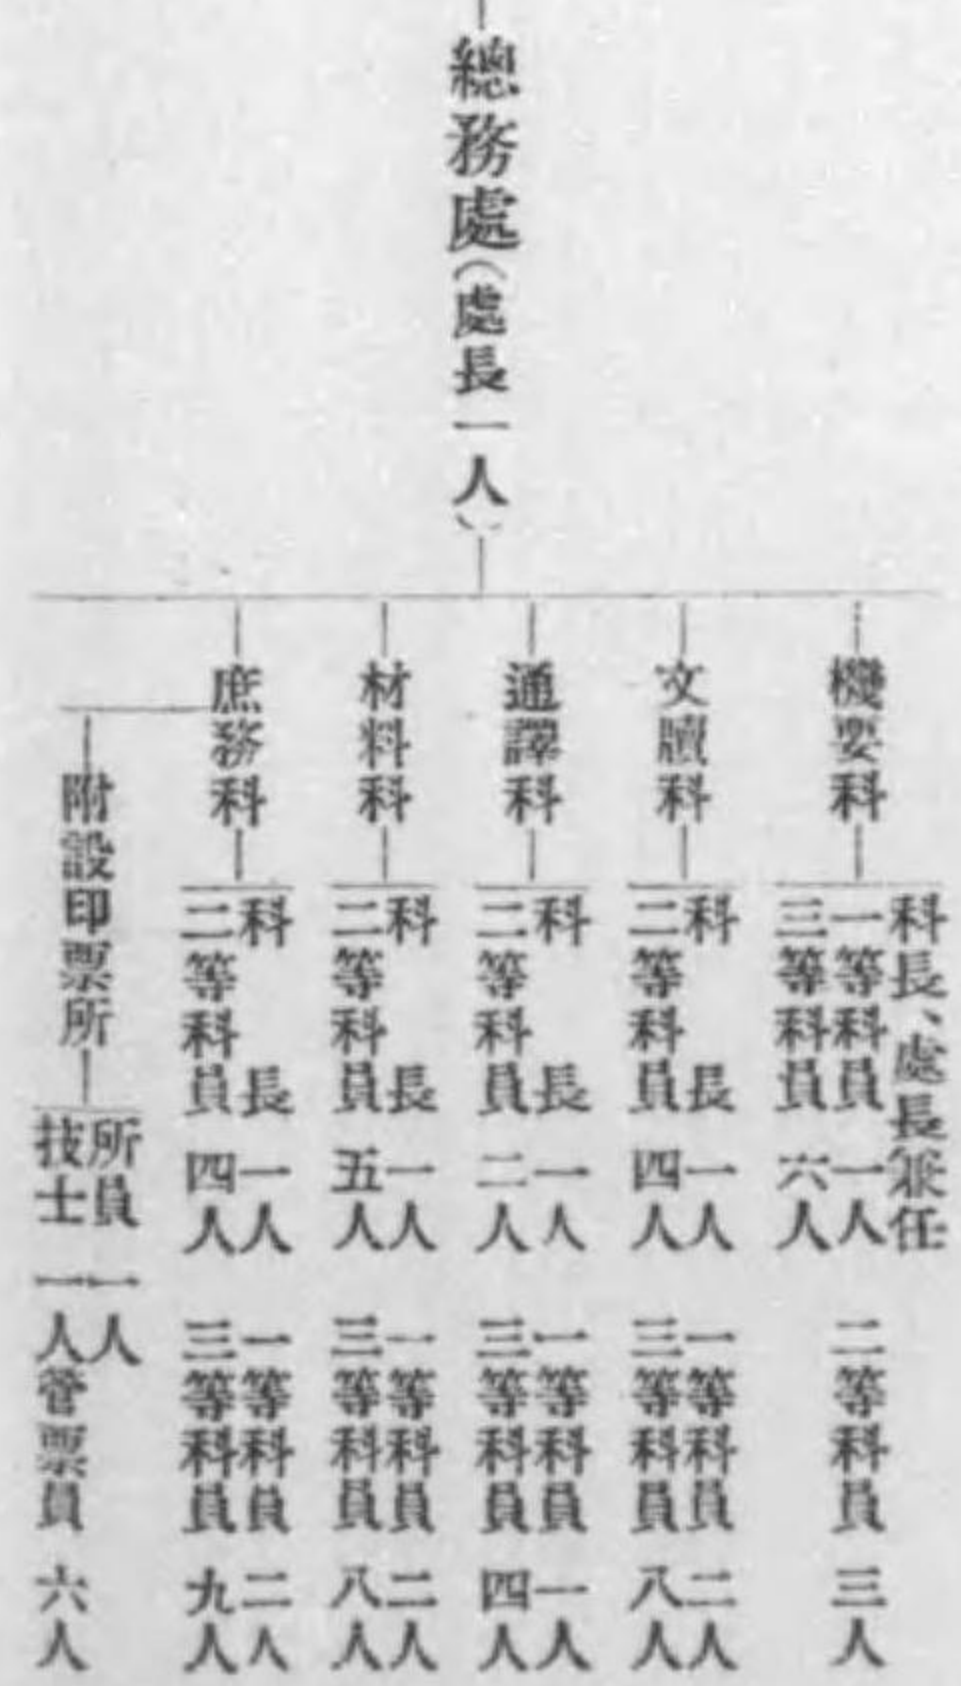 總務處(處長一人)
機要科
科長、處長兼任
一等科員一人
二等科員三人
三等科員六人
文牘科
科長一人
一等科員二人
二等科員四人
三等科員八人
通譯科
科長一人
一等科員一人
二等科員二人
三等科員四人
材料科
科長一人
一等科員二人
二等科員五人
三等科員八人
庶務科
科長一人
一等科員二人
二等科員四人
三等科員九人
附設印票所
所員一人
技士一人
管票員六人